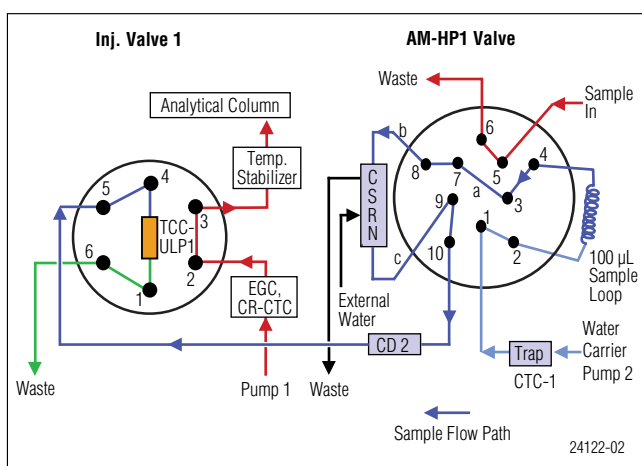 Inj. Valve 1
AM-HP1 Valve
Analytical Column
Temp.
Stabilizer
5
4
3
TCC-
ULP1
6
1
2
EGC,
CR-CTC
Waste
Pump 1
Waste
Sample
In
6
5
4
b
8
7
a
3
9
1
2
10
c
C
S
R
N
External
Water
100 µL
Sample
Loop
CD 2
Trap
CTC-1
Water
Carrier
Pump 2
Waste
Sample Flow Path
24122-02